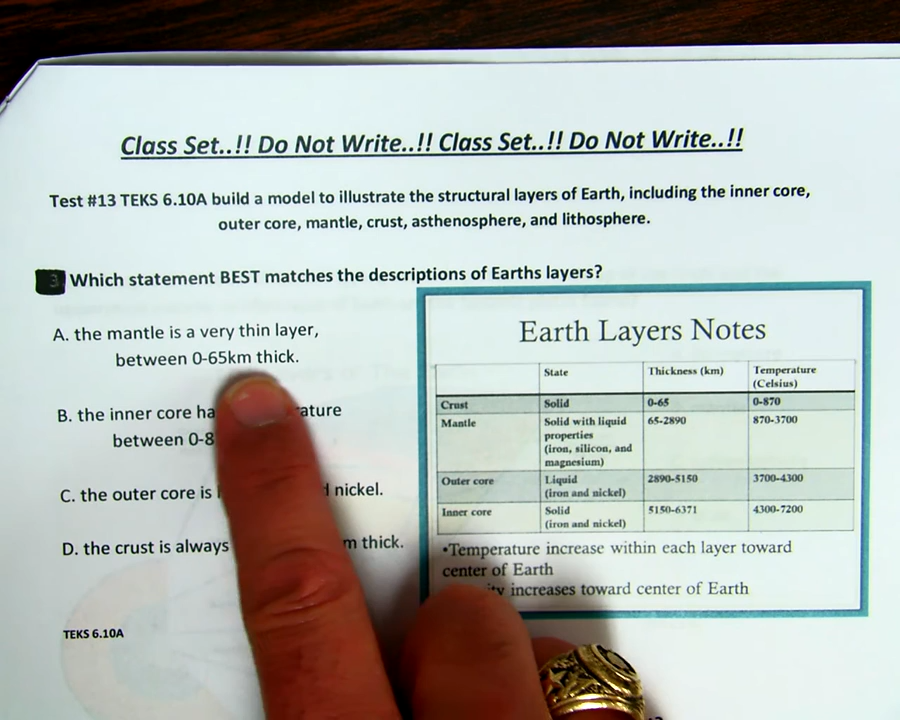 Class Set..!! Do Not Write..!! Class Set..!! Do Not Write..!!
Test #13 TEKS 6.10A build a model to illustrate the structural layers of Earth, including the inner core,
outer core, mantle, crust, asthenosphere, and lithosphere.
3 Which statement BEST matches the descriptions of Earths layers?
A. the mantle is a very thin layer,
between 0-65km thick.
B. the inner core
between
C. the outer core is nickel.
D. the crust is always thick.
TEKS 6.10A
Earth Layers Notes
State Thickness (km) Temperature
(Celsius)
Crust Solid 0-65 0-870
Mantle Solid with liquid 65-2890 870-3700
properties
(iron, silicon, and
magnesium)
Outer core Liquid 2890-5150 3700-4300
(iron and nickel)
Inner core Solid 5150-6371 4300-7200
(iron and nickel)
•Temperature increase within each layer toward
center of Earth
increases toward center of Earth